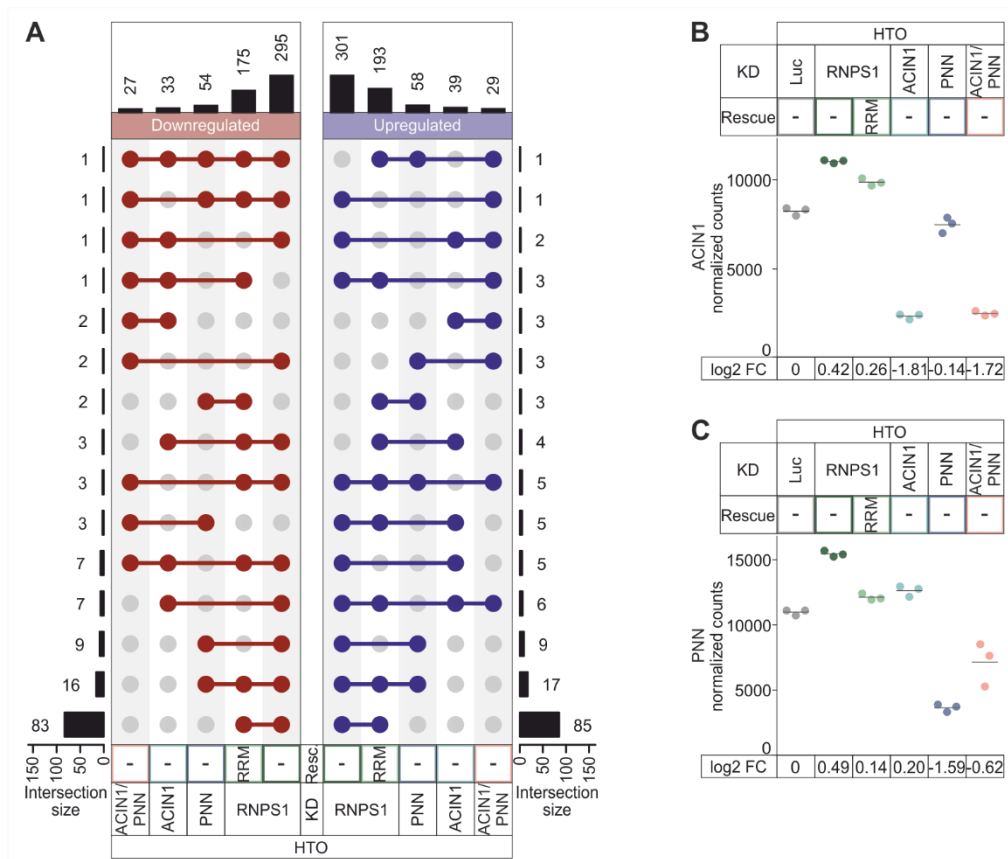 A
27 33 54 175 295
301 193 58 39 29
Downregulated Upregulated
1 1
1 1
1 2
1 3
2 3
2 3
2 3
3 4
3 5
3 5
7 5
7 6
9 9
16 17
83 85
- - - RRM - Resc. - RRM - - -
150 100 50 0
0 50 100 150
Intersection size
Intersection size
ACIN1/PNN ACIN1 PNN RNPS1 KD RNPS1 PNN ACIN1 ACIN1/PNN
HTO
B
HTO
KD Luc RNPS1 ACIN1 PNN ACIN1/PNN
Rescue - - RRM - - -
ACIN1
normalized counts
10000
5000
0
log2 FC 0 0.42 0.26 -1.81 -0.14 -1.72
C
HTO
KD Luc RNPS1 ACIN1 PNN ACIN1/PNN
Rescue - - RRM - - -
PNN
normalized counts
15000
10000
5000
0
log2 FC 0 0.49 0.14 0.20 -1.59 -0.62